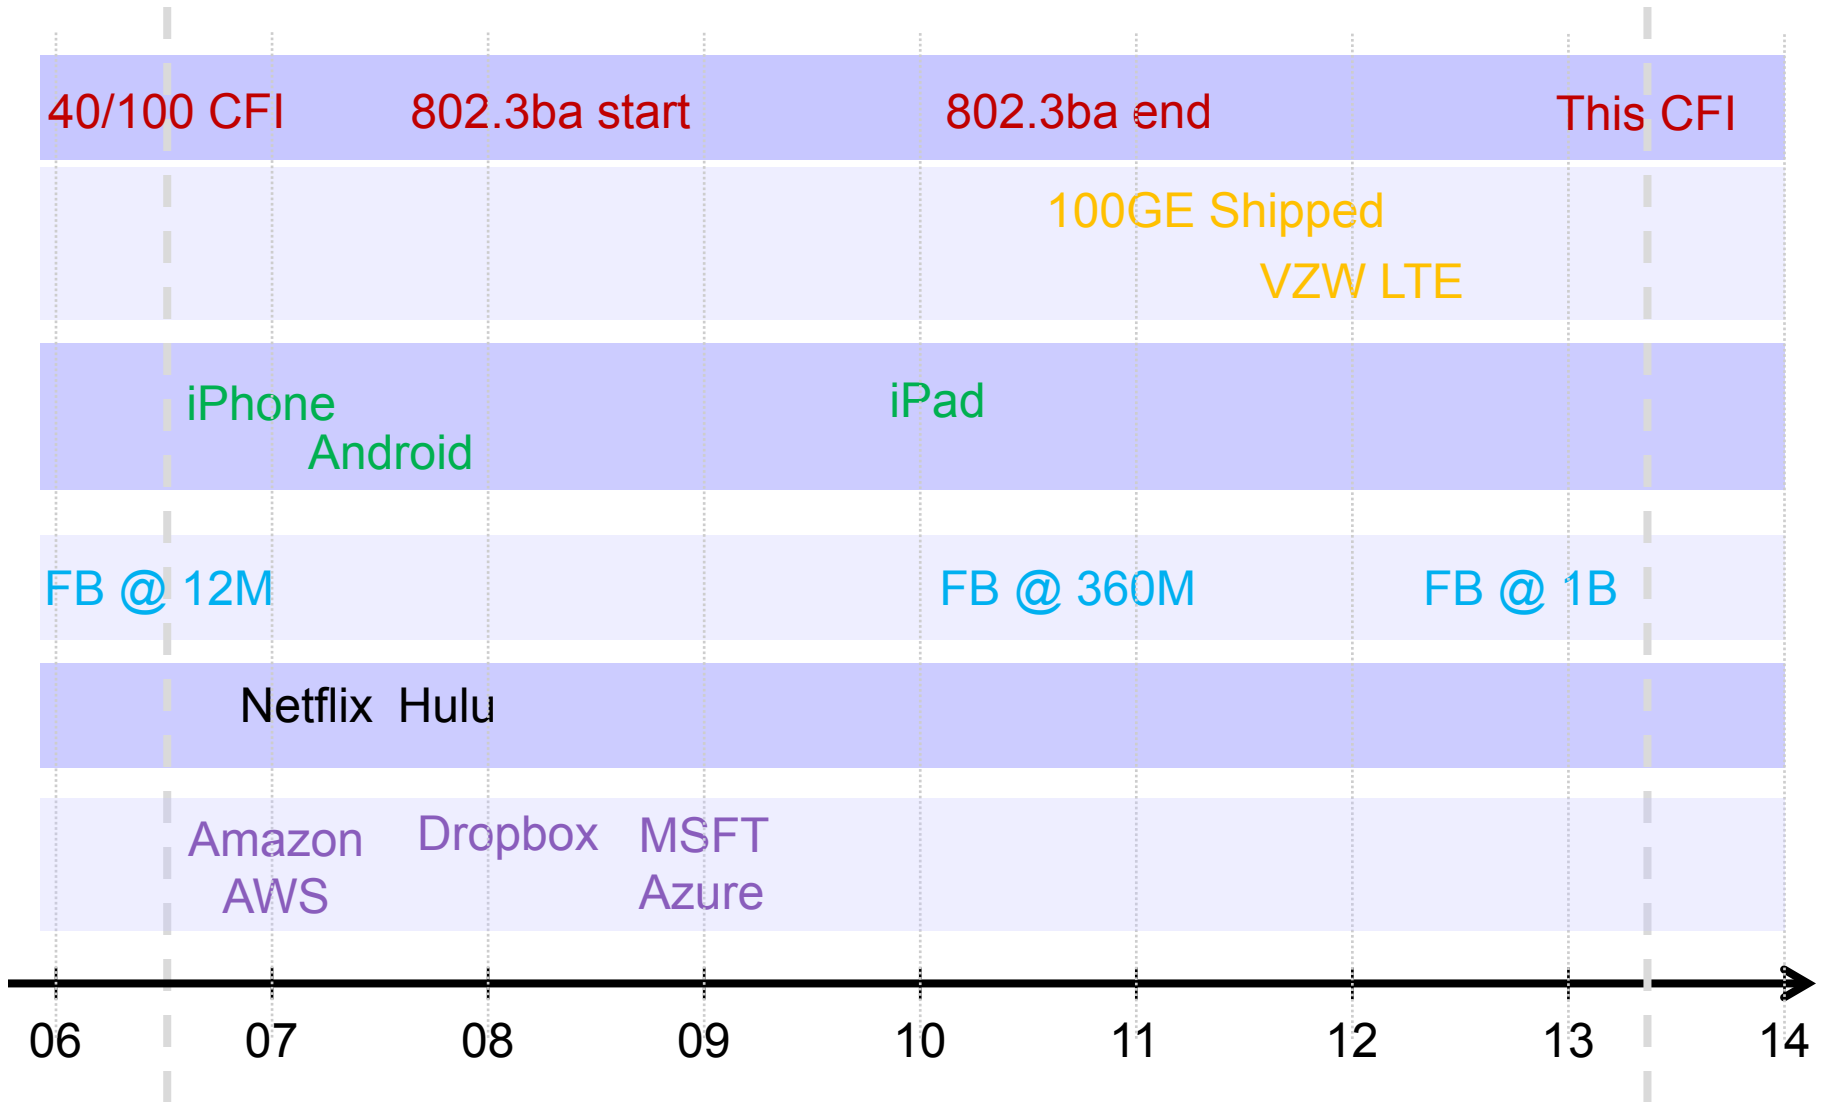 40/100 CFI 802.3ba start 802.3ba end This CFI
100GE Shipped
VZW LTE
iPhone iPad
Android
FB @ 12M FB @ 360M FB @ 1B
Netflix Hulu
Amazon Dropbox MSFT
AWS Azure
06 07 08 09 10 11 12 13 14